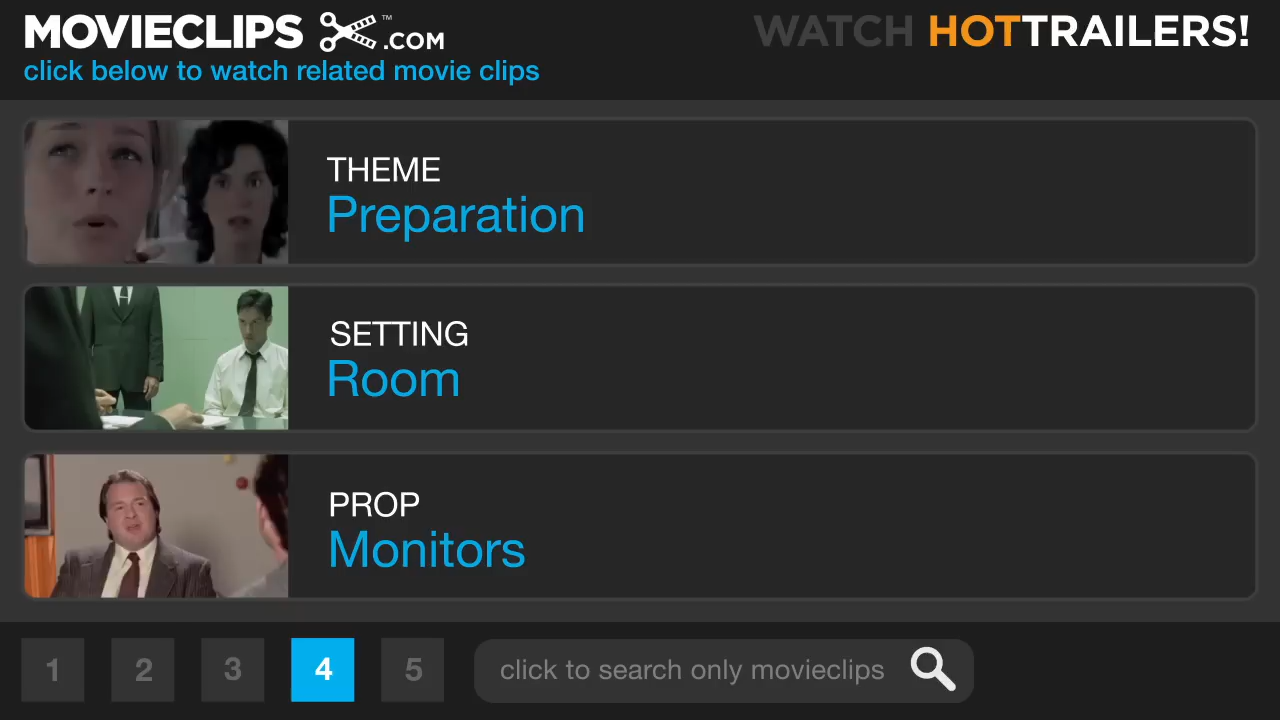 MOVIECLIPS ™ .COM
WATCH HOTTRAILERS!
click below to watch related movie clips
THEME
Preparation
SETTING
Room
PROP
Monitors
1 2 3 4 5 click to search only movieclips